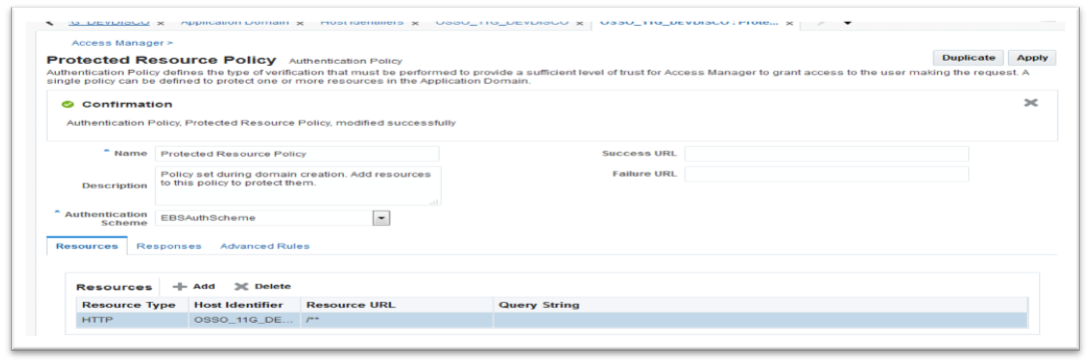 G_DEVDISCO × Application Domain × Host Identifiers × OSSO_11G_DEVDISCO × OSSO_11G_DEVDISCO : Prote... ×
Access Manager >
Protected Resource Policy Authentication Policy
Duplicate Apply
Authentication Policy defines the type of verification that must be performed to provide a sufficient level of trust for Access Manager to grant access to the user making the request. A
single policy can be defined to protect one or more resources in the Application Domain.
Confirmation
Authentication Policy, Protected Resource Policy, modified successfully
* Name Protected Resource Policy
Success URL
Description Policy set during domain creation. Add resources
to this policy to protect them.
Failure URL
* Authentication
Scheme EBSAuthScheme
Resources Responses Advanced Rules
Resources Add Delete
Resource Type Host Identifier Resource URL Query String
HTTP OSSO_11G_DE... /**